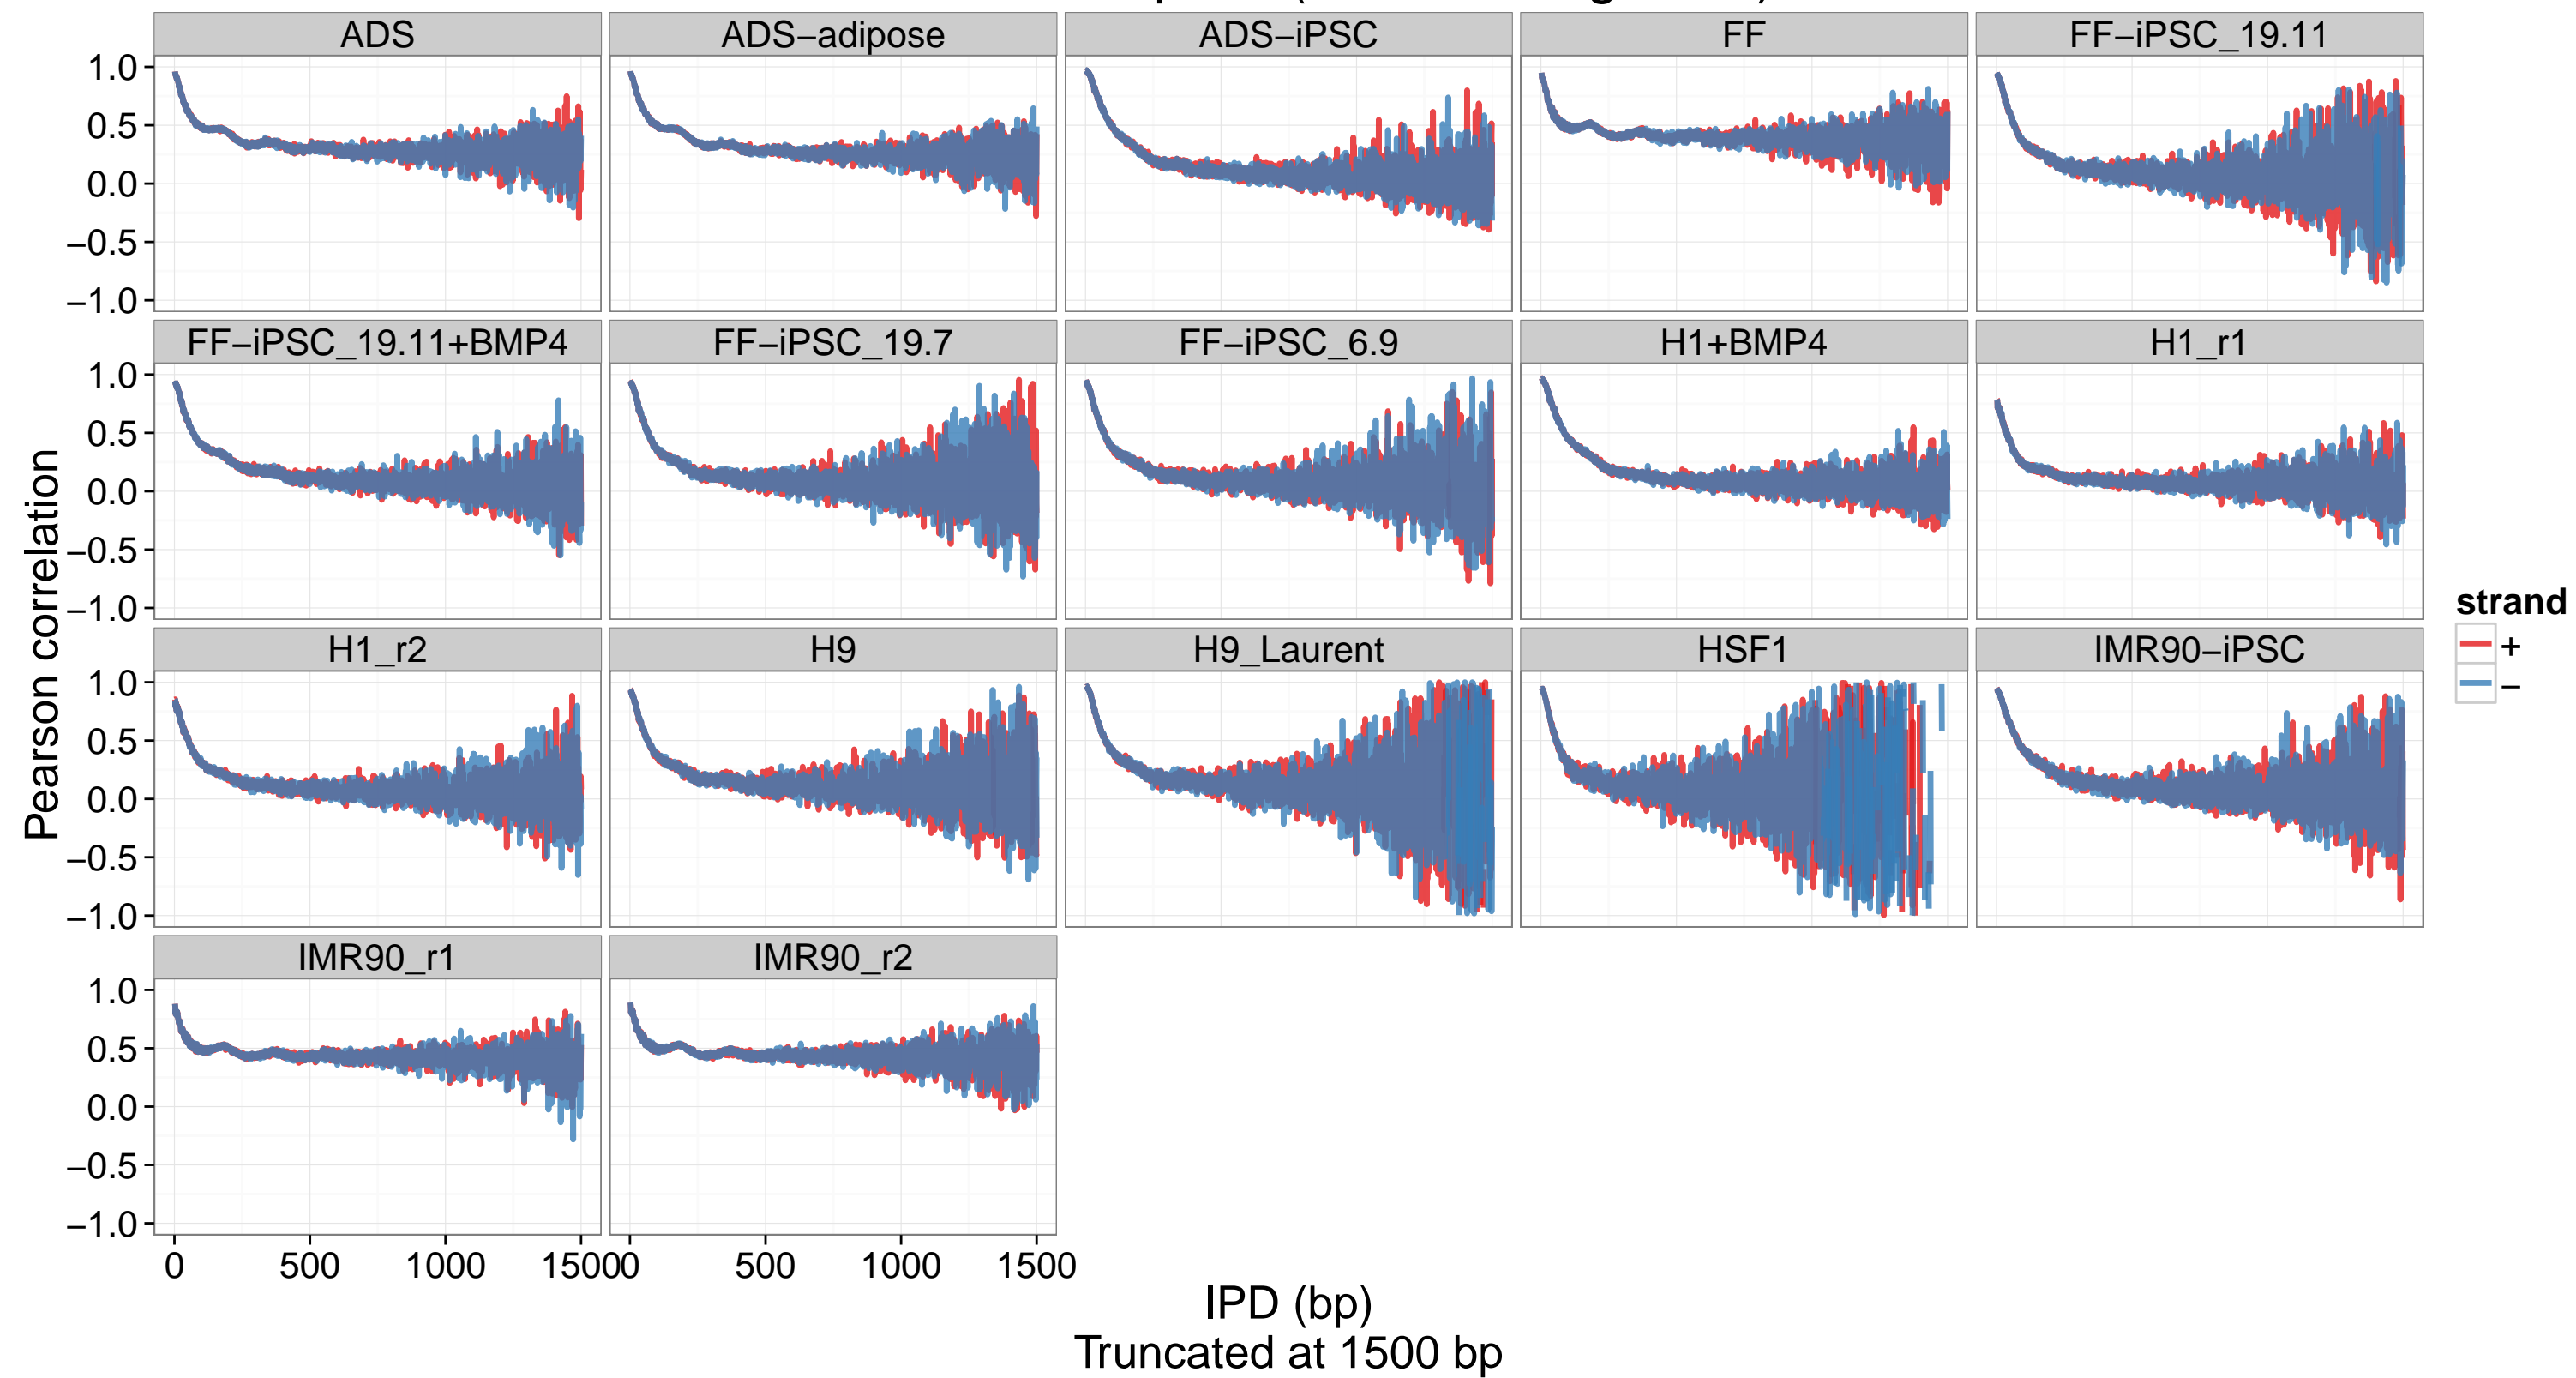 ADS ADS−adipose ADS−iPSC FF FF−iPSC_19.11
1.0
0.5
0.0
−0.5
−1.0
FF−iPSC_19.11+BMP4 FF−iPSC_19.7 FF−iPSC_6.9 H1+BMP4 H1_r1
1.0
0.5
0.0
−0.5
−1.0
H1_r2 H9 H9_Laurent HSF1 IMR90−iPSC
1.0
0.5
0.0
−0.5
−1.0
IMR90_r1 IMR90_r2
1.0
0.5
0.0
−0.5
−1.0
0 500 1000 1500 0 500 1000 1500
Pearson correlation
IPD (bp)
Truncated at 1500 bp
strand
+
−